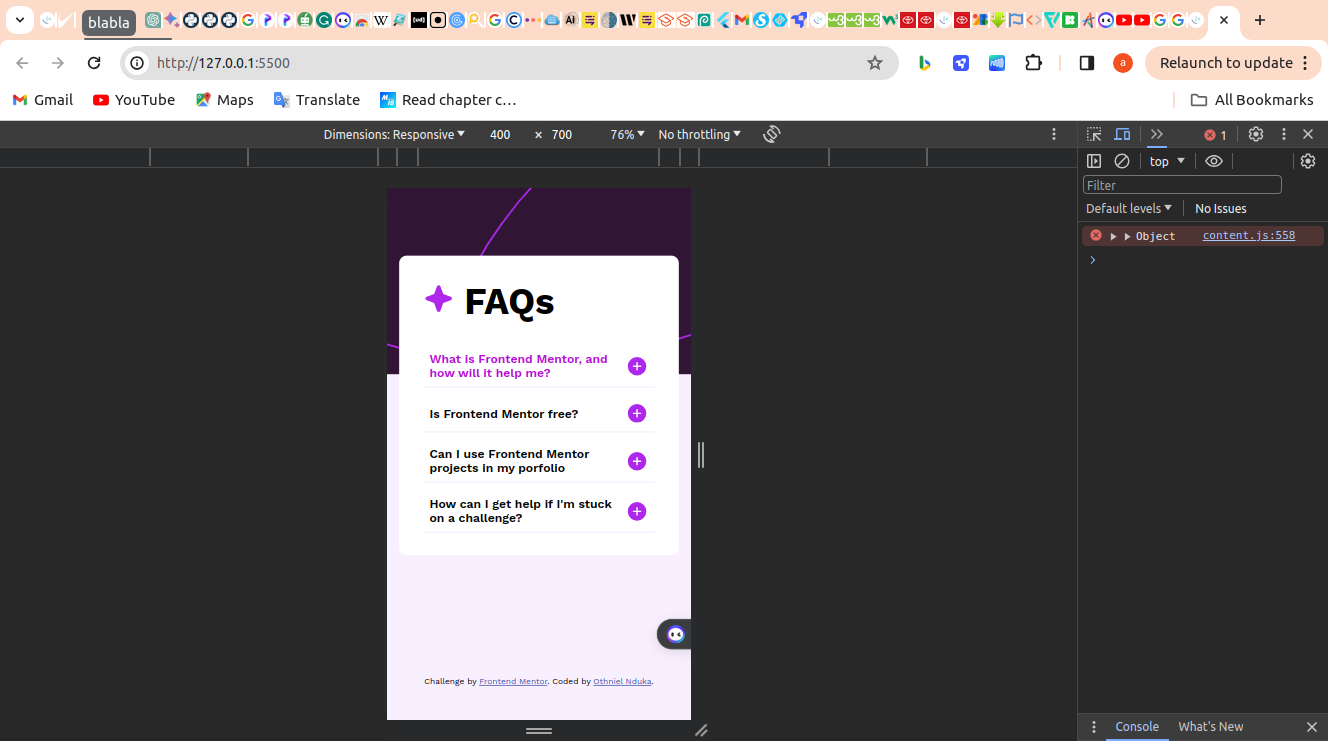 blabla
http://127.0.0.1:5500
a
Relaunch to update
Gmail
YouTube
Maps
Translate
Read chapter c…
All Bookmarks
Dimensions: Responsive 400 × 700 76% No throttling
1
top
Filter
Default levels No Issues
Object content.js:558
FAQs
What is Frontend Mentor, and
how will it help me?
Is Frontend Mentor free?
Can I use Frontend Mentor
projects in my porfolio
How can I get help if I'm stuck
on a challenge?
Challenge by Frontend Mentor. Coded by Othniel Nduka.
Console What's New